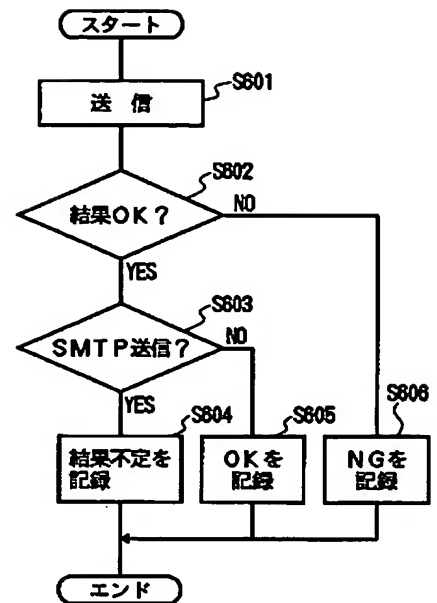 スタート
送 信
S601
結果OK?
S602
NO
YES
SMTP送信?
S603
NO
YES
結果不定を
記録
S604
OKを
記録
S605
NGを
記録
S606
エンド